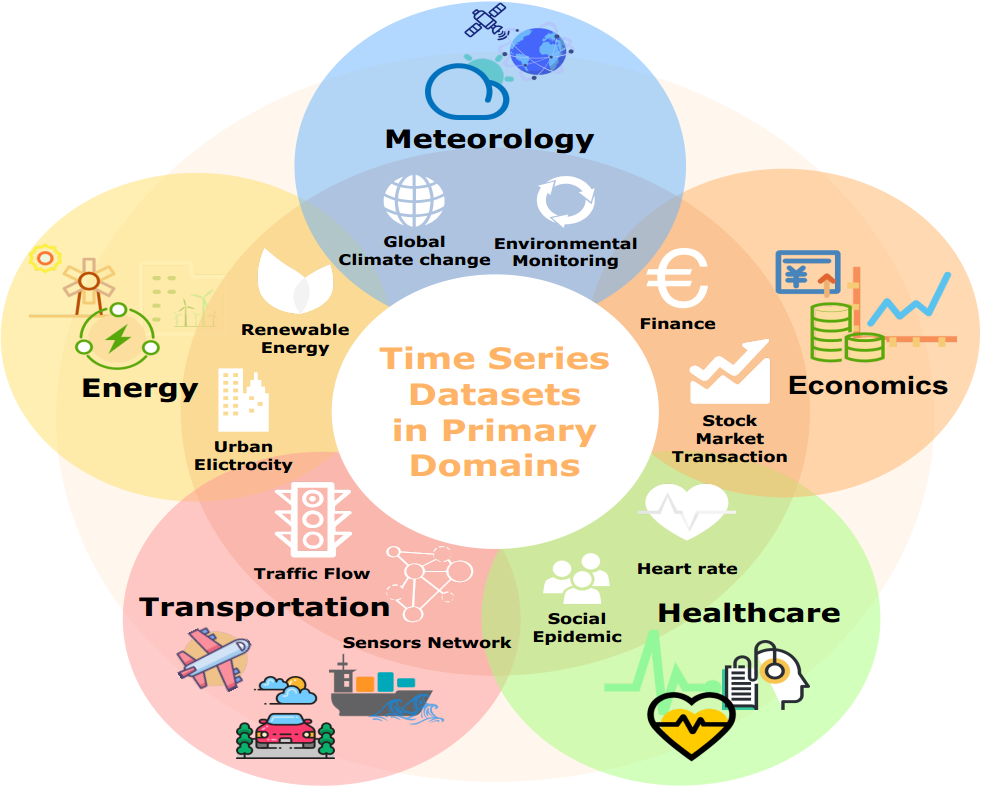 Meteorology
Global
Climate change
Environmental
Monitoring
Renewable
Energy
Energy
Urban
Elictrocity
Finance
Economics
Stock
Market
Transaction
Time Series
Datasets
in Primary
Domains
Traffic Flow
Transportation
Sensors Network
Heart rate
Social
Epidemic
Healthcare